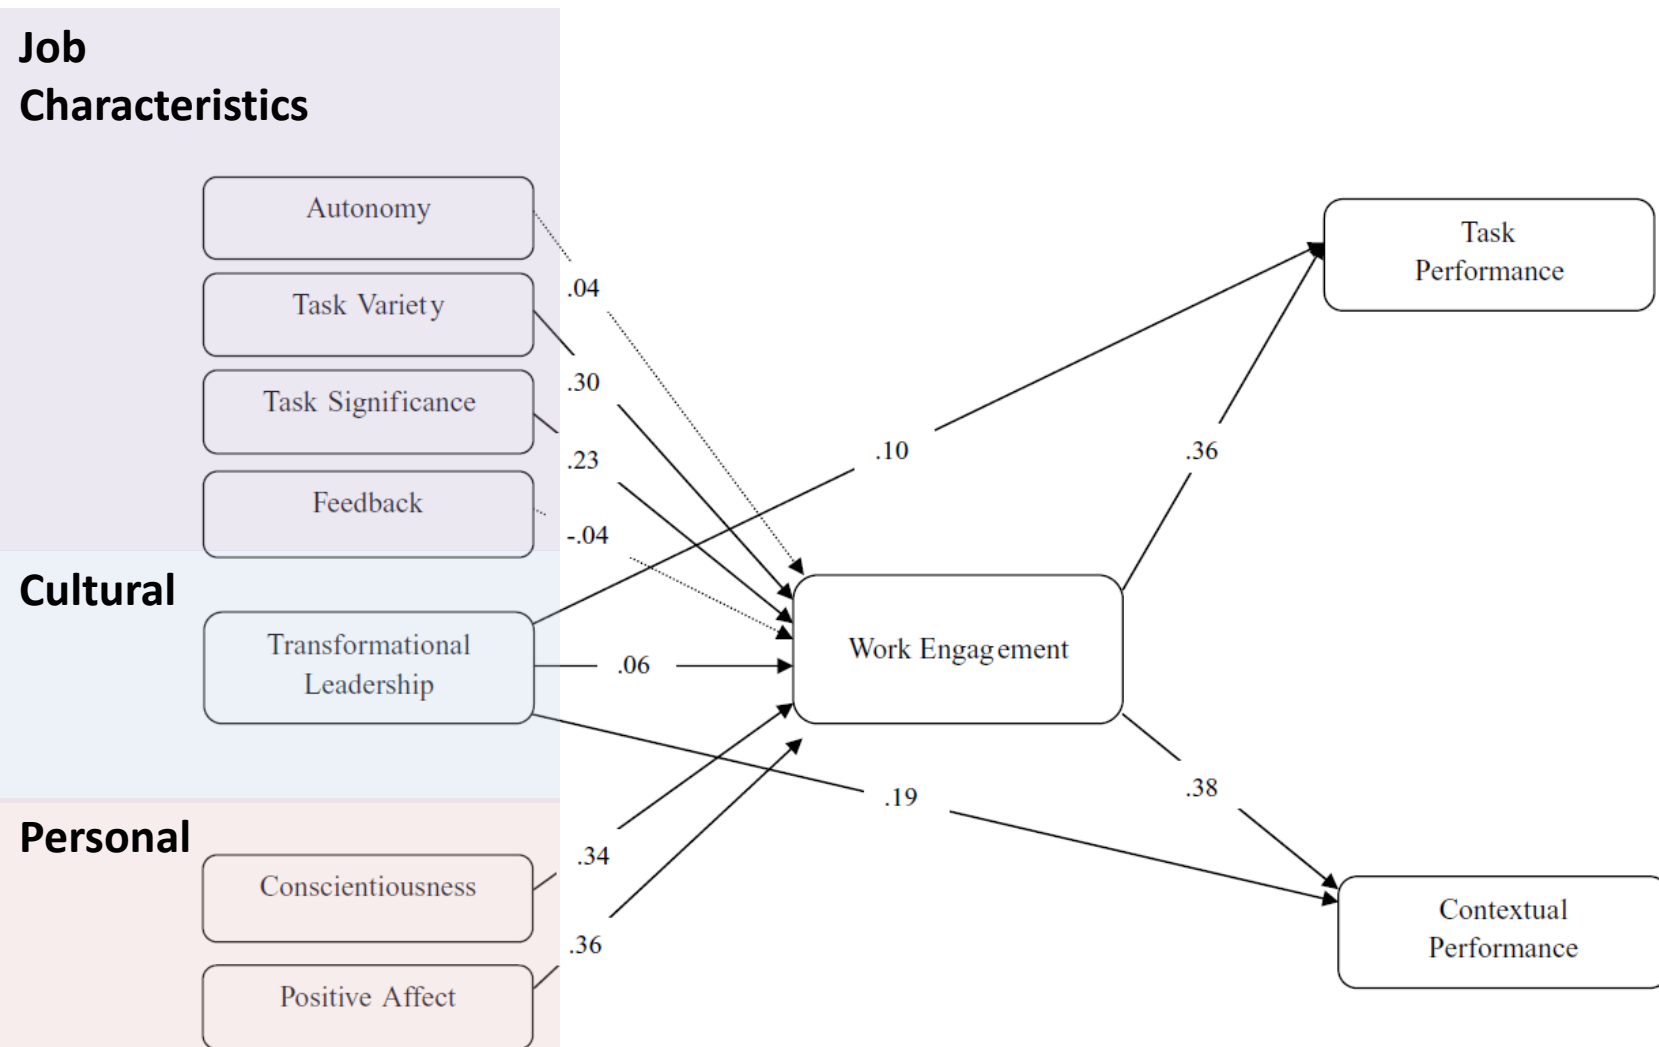 Job
Characteristics
Autonomy
Task Variety
Task Significance
Feedback
Cultural
Transformational
Leadership
Personal
Conscientiousness
Positive Affect
.04
.30
.23
-.04
.06
.34
.36
.10
.19
Work Engagement
.36
.38
Task
Performance
Contextual
Performance